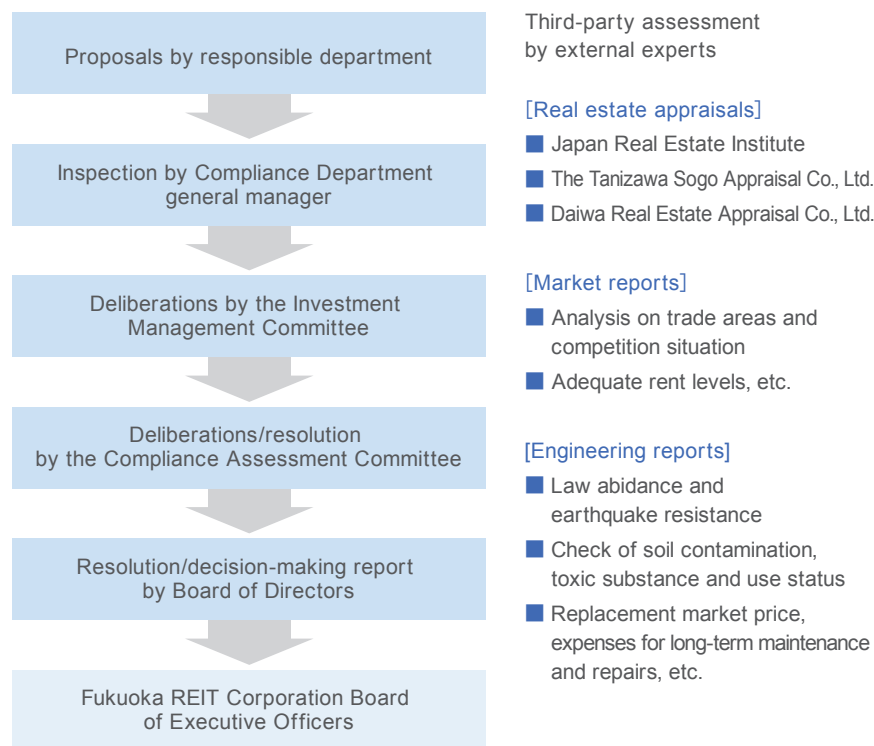 Proposals by responsible department
Inspection by Compliance Department
general manager
Deliberations by the Investment
Management Committee
Deliberations/resolution
by the Compliance Assessment Committee
Resolution/decision-making report
by Board of Directors
Fukuoka REIT Corporation Board
of Executive Officers
Third-party assessment
by external experts
[Real estate appraisals]
■ Japan Real Estate Institute
■ The Tanizawa Sogo Appraisal Co., Ltd.
■ Daiwa Real Estate Appraisal Co., Ltd.
[Market reports]
■ Analysis on trade areas and
competition situation
■ Adequate rent levels, etc.
[Engineering reports]
■ Law abidance and
earthquake resistance
■ Check of soil contamination,
toxic substance and use status
■ Replacement market price,
expenses for long-term maintenance
and repairs, etc.